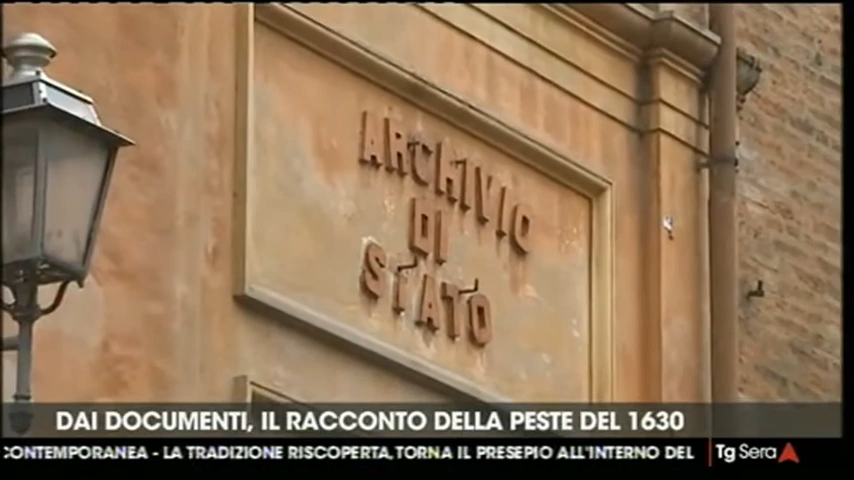 ARCHIVIO
DI
STATO
DAI DOCUMENTI, IL RACCONTO DELLA PESTE DEL 1630
CONTEMPORANEA - LA TRADIZIONE RISCOPERTA, TORNA IL PRESEPIO ALL'INTERNO DEL
Tg Sera